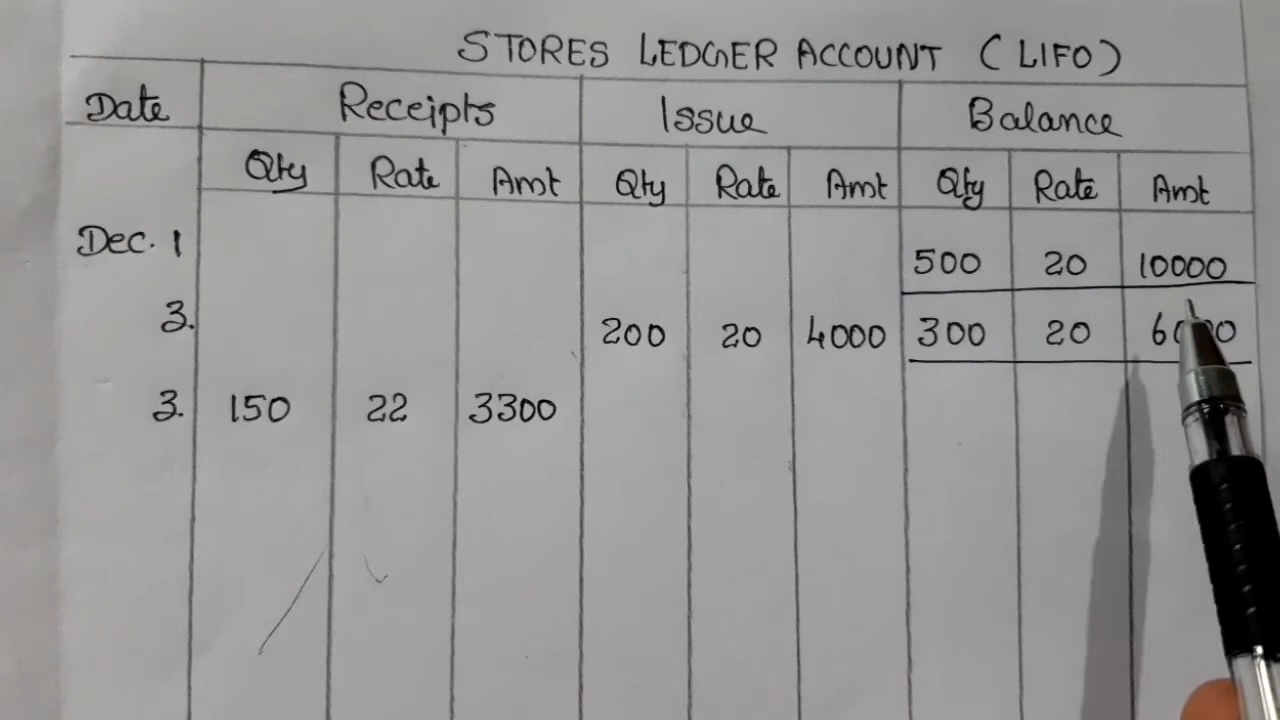 STORES LEDGER ACCOUNT (LIFO)
Date Receipts Issue Balance
Qty Rate Amt Qty Rate Amt Qty Rate Amt
Dec. 1 500 20 10000
3. 200 20 4000 300 20
3. 150 22 3300